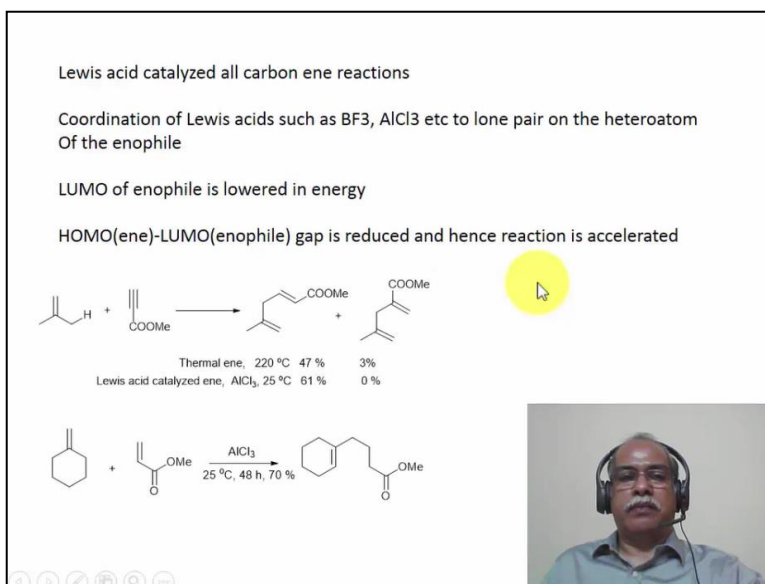 Lewis acid catalyzed all carbon ene reactions
Coordination of Lewis acids such as BF3, AlCl3 etc to lone pair on the heteroatom
Of the enophile
LUMO of enophile is lowered in energy
HOMO(ene)-LUMO(enophile) gap is reduced and hence reaction is accelerated
H + COOMe COOMe + COOMe
Thermal ene, 220 ºC 47 % 3%
Lewis acid catalyzed ene, AlCl₃, 25 ºC 61 % 0 %
+ OMe O AlCl₃ OMe O
25 ºC, 48 h, 70 %